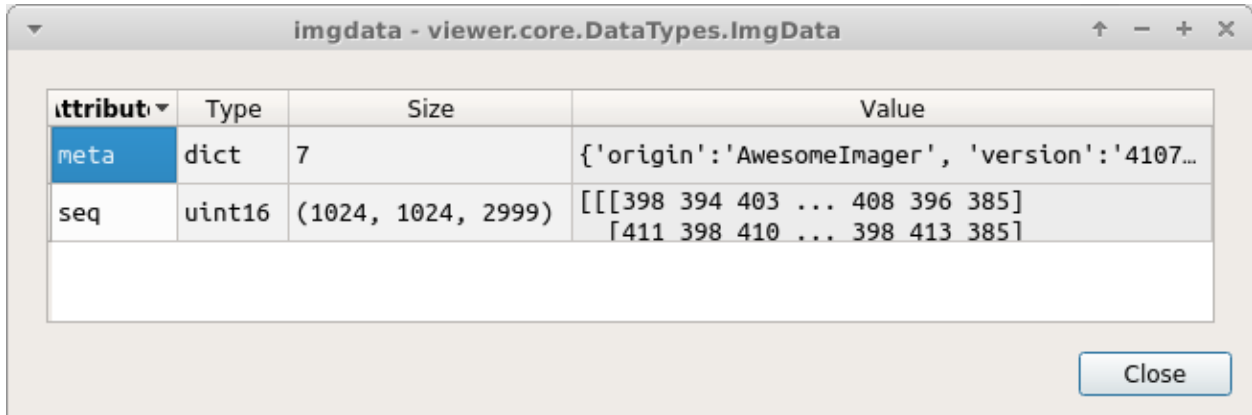 imgdata - viewer.core.DataTypes.ImgData
Type Size Value
meta dict 7 {'origin':'AwesomeImager', 'version':'4107…
seq uint16 (1024, 1024, 2999) [[[398 394 403 ... 408 396 385]
[411 398 410 ... 398 413 385]
Close